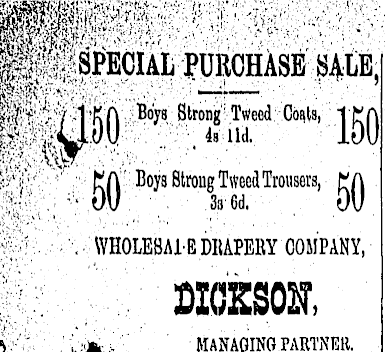 SPECIAL PURCHASE SALE,
150 Boys Strong Tweed Coats, 150
4s 11d.
50 Boys Strong Tweed Trousers, 50
3s 6d.
WHOLESALE DRAPERY COMPANY,
DICKSON,
MANAGING PARTNER.